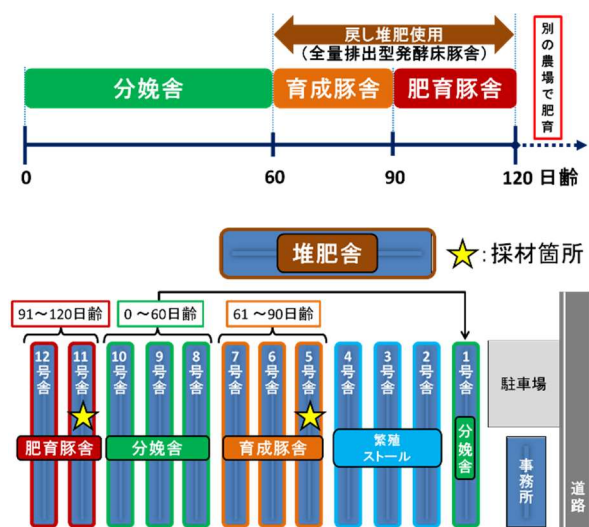 戻し堆肥使用
（全量排出型発酵床豚舎）
分娩舎
育成豚舎
肥育豚舎
別の農場で肥育
0
60
90
120 日齢
堆肥舎
：採材箇所
91～120日齢
0～60日齢
61～90日齢
12号舎
11号舎
10号舎
9号舎
8号舎
7号舎
6号舎
5号舎
4号舎
3号舎
2号舎
1号舎
肥育豚舎
分娩舎
育成豚舎
繁殖
ストール
分娩舎
駐車場
事務所
道路